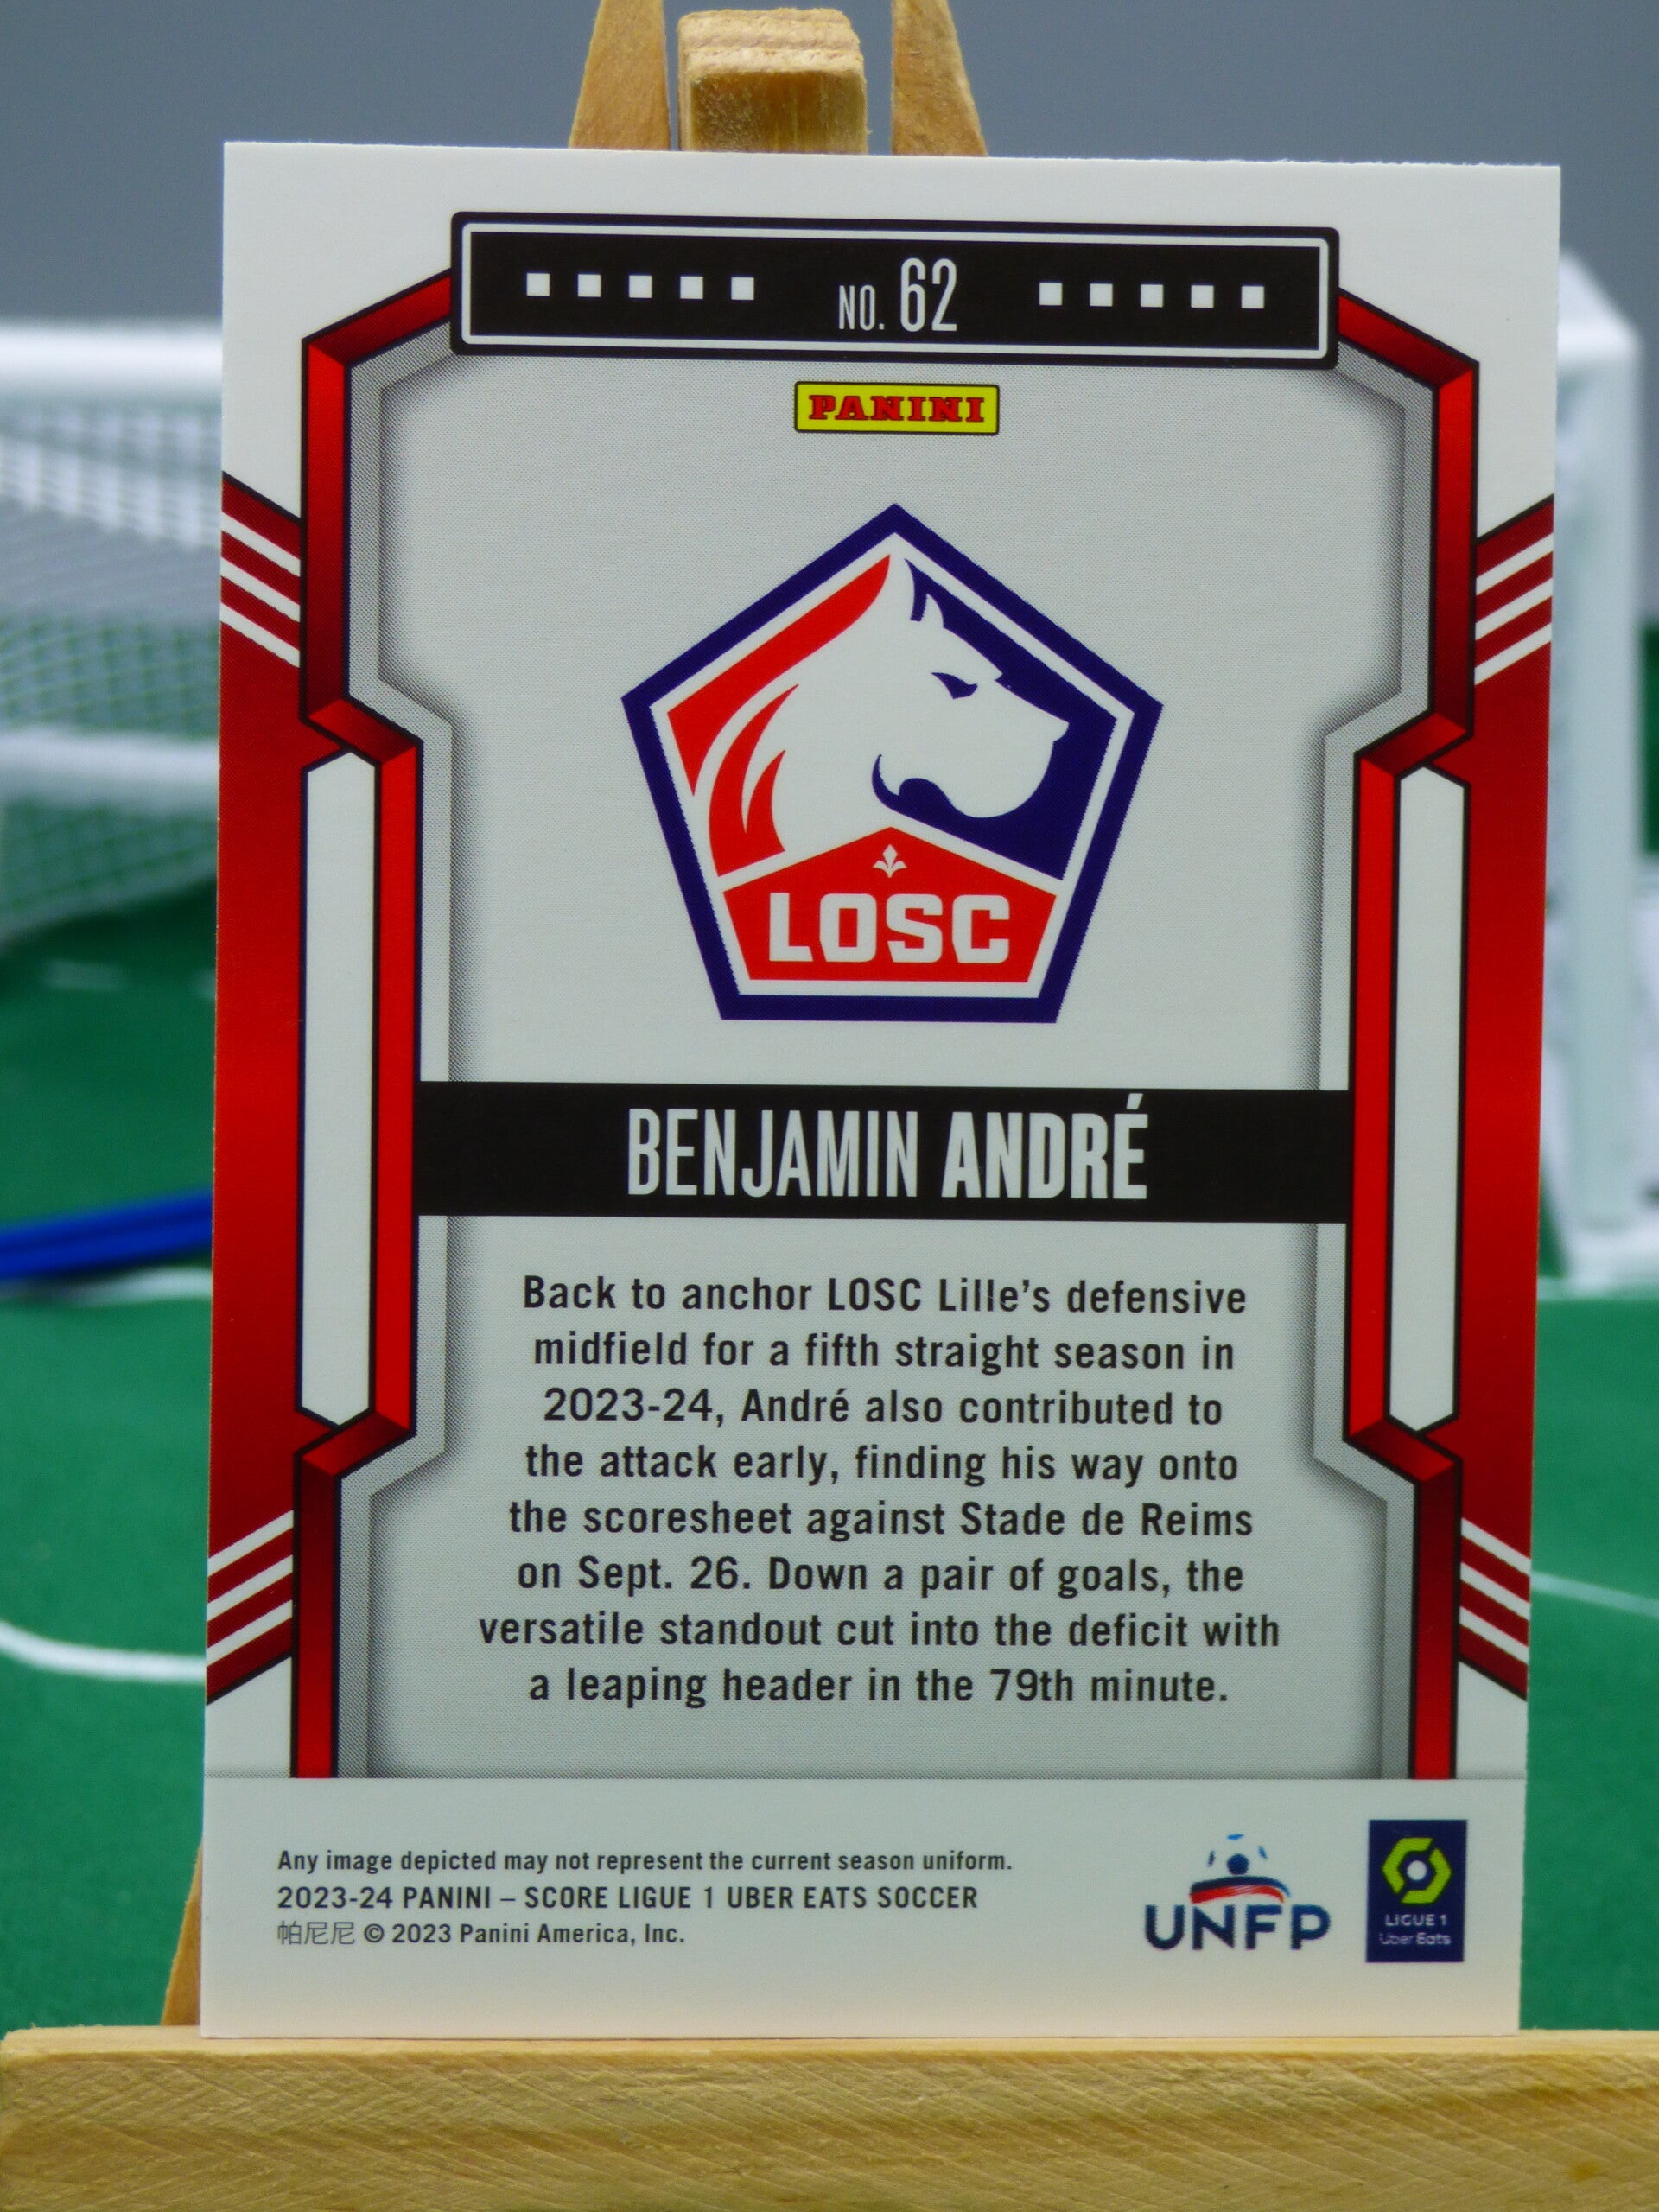 NO. 62
PANINI
LOSC
BENJAMIN ANDRÉ
Back to anchor LOSC Lille's defensive
midfield for a fifth straight season in
2023-24, André also contributed to
the attack early, finding his way onto
the scoresheet against Stade de Reims
on Sept. 26. Down a pair of goals, the
versatile standout cut into the deficit with
a leaping header in the 79th minute.
Any image depicted may not represent the current season uniform.
2023-24 PANINI – SCORE LIGUE 1 UBER EATS SOCCER
帕尼尼 © 2023 Panini America, Inc.
UNFP
LIGUE 1
Uber Eats